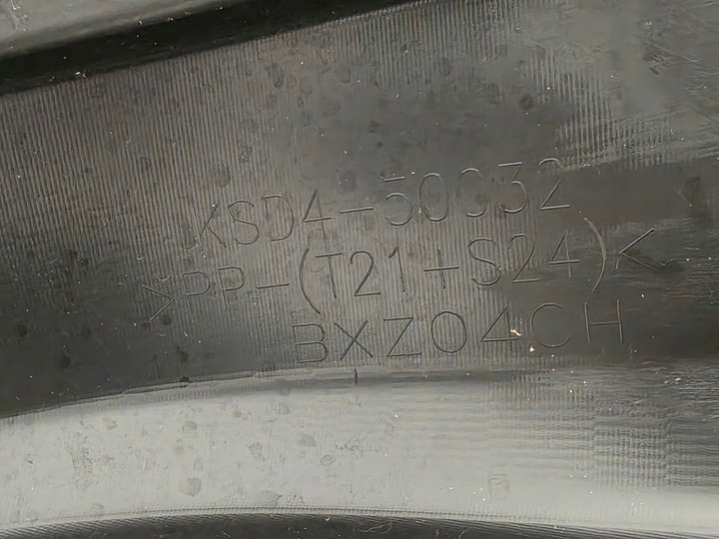 KSD4-50C32
>PP-(T21+S24)<
BXZ04CH